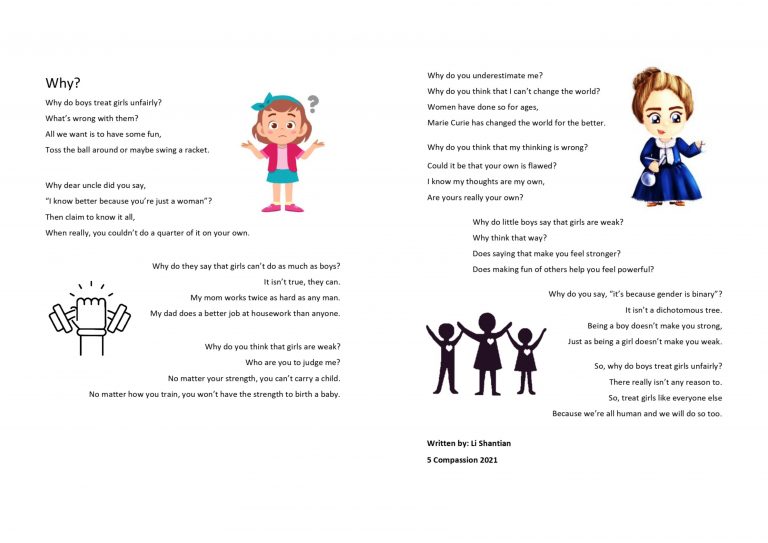 Why?
Why do boys treat girls unfairly?
What's wrong with them?
All we want is to have some fun,
Toss the ball around or maybe swing a racket.
Why dear uncle did you say,
“I know better because you're just a woman”?
Then claim to know it all,
When really, you couldn't do a quarter of it on your own.
Why do they say that girls can't do as much as boys?
It isn't true, they can.
My mom works twice as hard as any man.
My dad does a better job at housework than anyone.
Why do you think that girls are weak?
Who are you to judge me?
No matter your strength, you can't carry a child.
No matter how you train, you won't have the strength to birth a baby.
Why do you underestimate me?
Why do you think that I can't change the world?
Women have done so for ages,
Marie Curie has changed the world for the better.
Why do you think that my thinking is wrong?
Could it be that your own is flawed?
I know my thoughts are my own,
Are yours really your own?
Why do little boys say that girls are weak?
Why think that way?
Does saying that make you feel stronger?
Does making fun of others help you feel powerful?
Why do you say, “it's because gender is binary”?
It isn't a dichotomous tree.
Being a boy doesn't make you strong,
Just as being a girl doesn't make you weak.
So, why do boys treat girls unfairly?
There really isn't any reason to.
So, treat girls like everyone else
Because we're all human and we will do so too.
Written by: Li Shantian
5 Compassion 2021